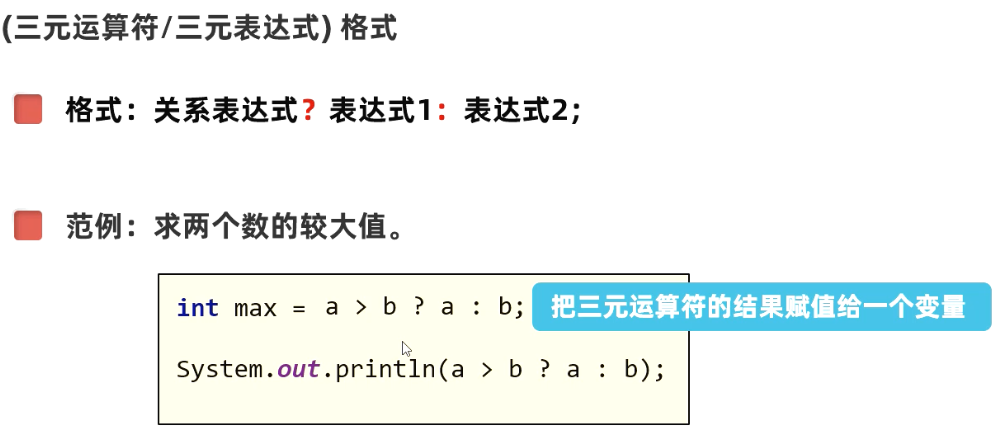 (三元运算符/三元表达式) 格式
格式：关系表达式？表达式1：表达式2；
范例：求两个数的较大值。
int max = a > b ? a : b; 把三元运算符的结果赋值给一个变量
System.out.println(a > b ? a : b);